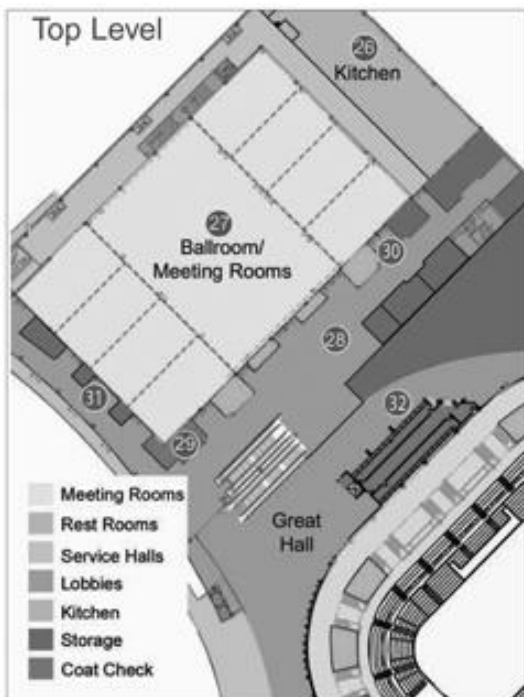 Top Level
26
Kitchen
27
Ballroom/
Meeting Rooms
30
28
31
32
29
Great
Hall
Meeting Rooms
Rest Rooms
Service Halls
Lobbies
Kitchen
Storage
Coat Check